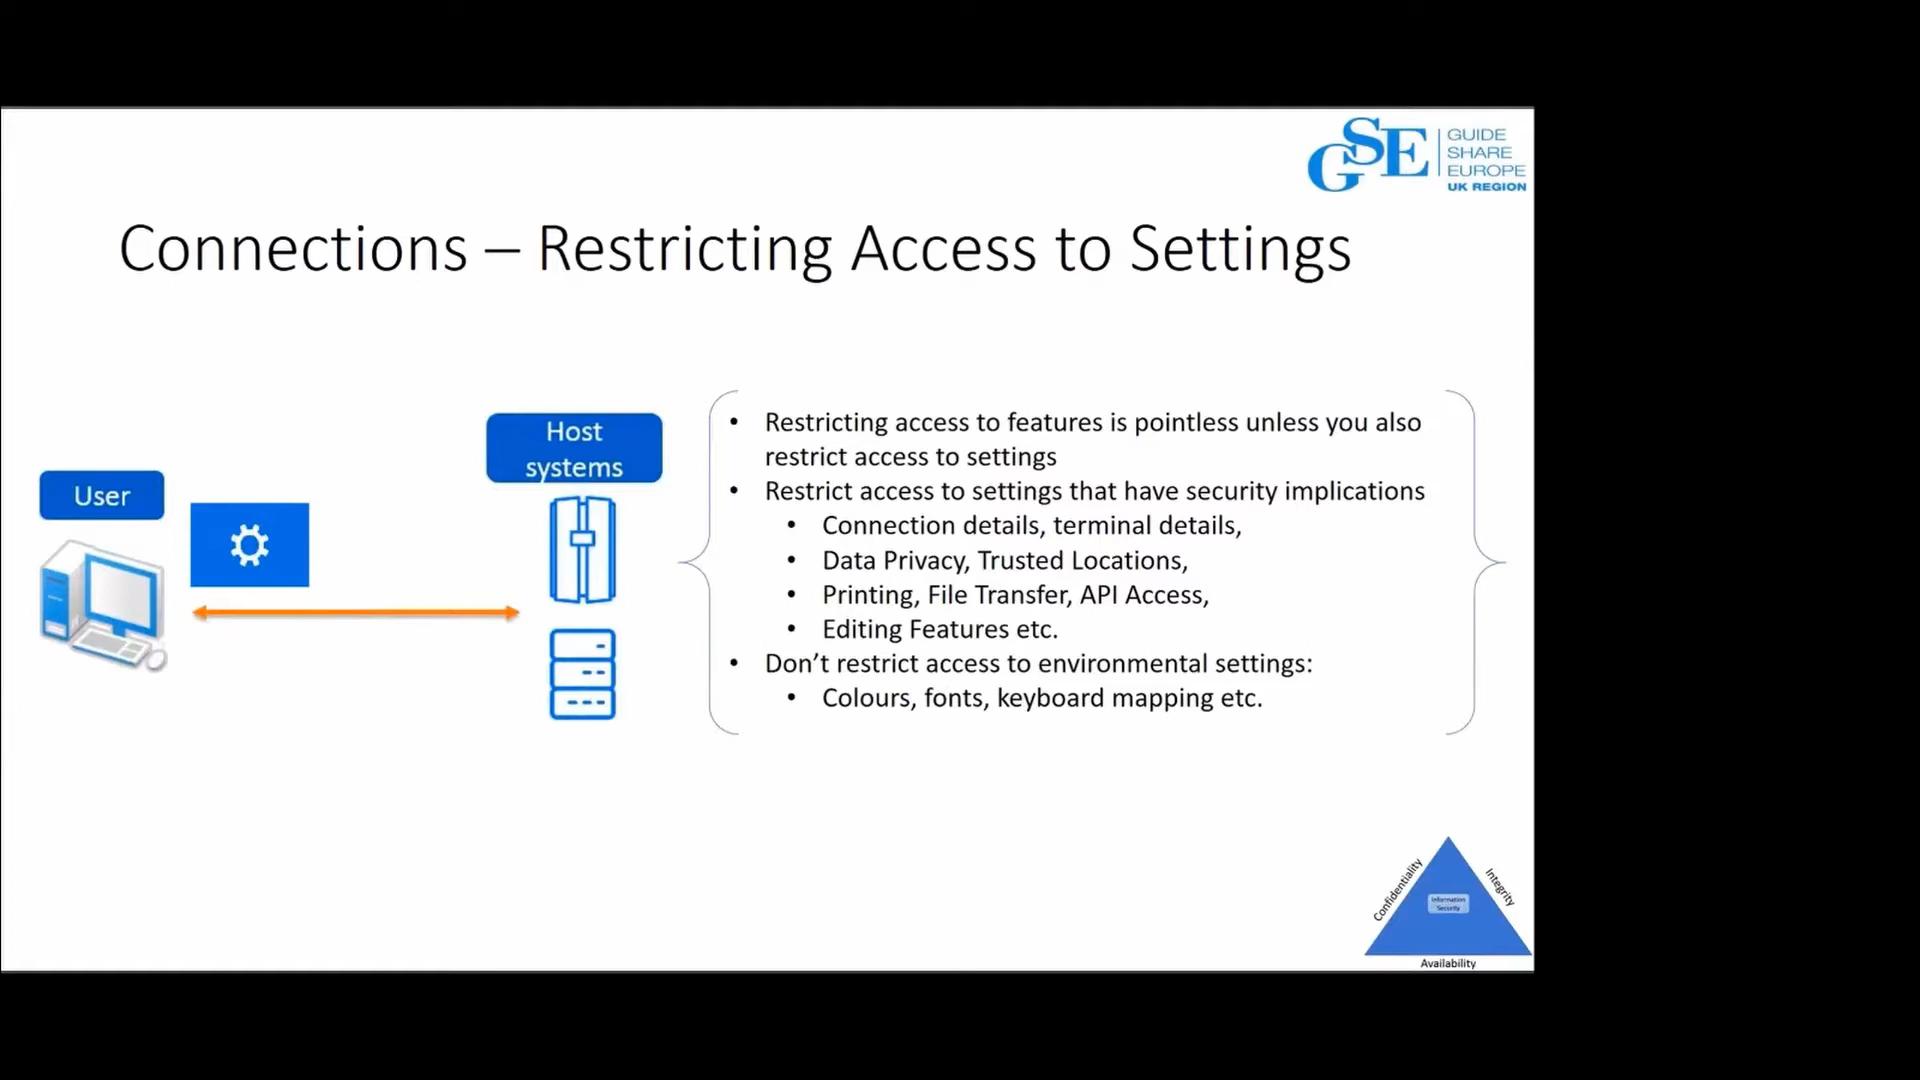 GSE
GUIDE
SHARE
EUROPE
UK REGION
Connections – Restricting Access to Settings
User
Host
systems
• Restricting access to features is pointless unless you also
restrict access to settings
• Restrict access to settings that have security implications
• Connection details, terminal details,
• Data Privacy, Trusted Locations,
• Printing, File Transfer, API Access,
• Editing Features etc.
• Don’t restrict access to environmental settings:
• Colours, fonts, keyboard mapping etc.
Confidentiality
Integrity
Information
Security
Availability